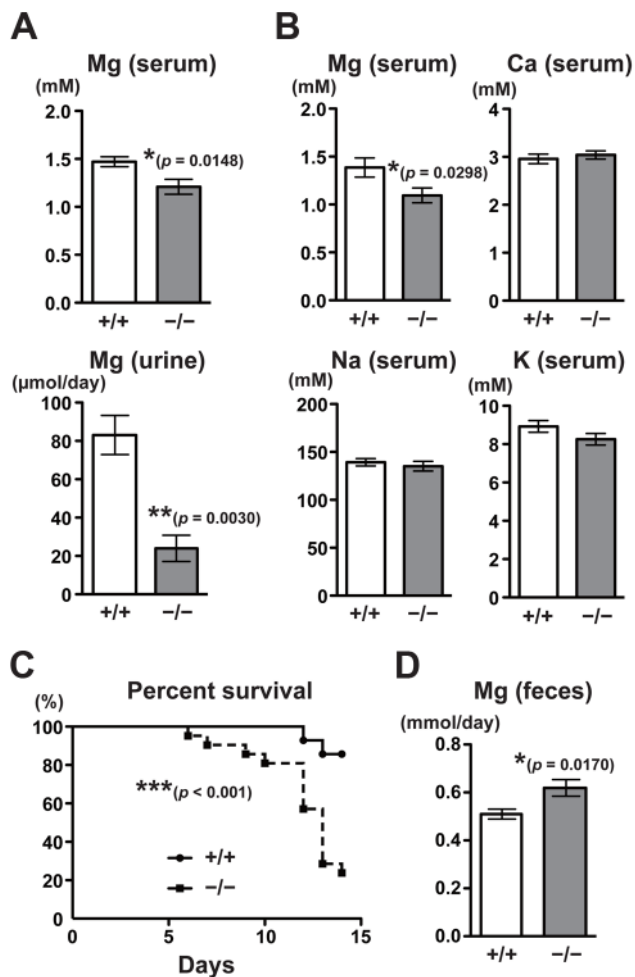 A
Mg (serum)
(mM)
2.0
1.5
1.0
0.5
0.0
*(p = 0.0148)
+/+
−/−
Mg (urine)
(μmol/day)
100
80
60
40
20
0
**(p = 0.0030)
+/+
−/−
B
Mg (serum)
(mM)
2.0
1.5
1.0
0.5
0.0
*(p = 0.0298)
+/+
−/−
Ca (serum)
(mM)
4
3
2
1
0
+/+
−/−
Na (serum)
(mM)
200
150
100
50
0
+/+
−/−
K (serum)
(mM)
10
8
6
4
2
0
+/+
−/−
C
Percent survival
(%)
100
80
60
40
20
0
***(p < 0.001)
+/+
−/−
0
5
10
15
Days
D
Mg (feces)
(mmol/day)
0.8
0.6
0.4
0.2
0.0
*(p = 0.0170)
+/+
−/−